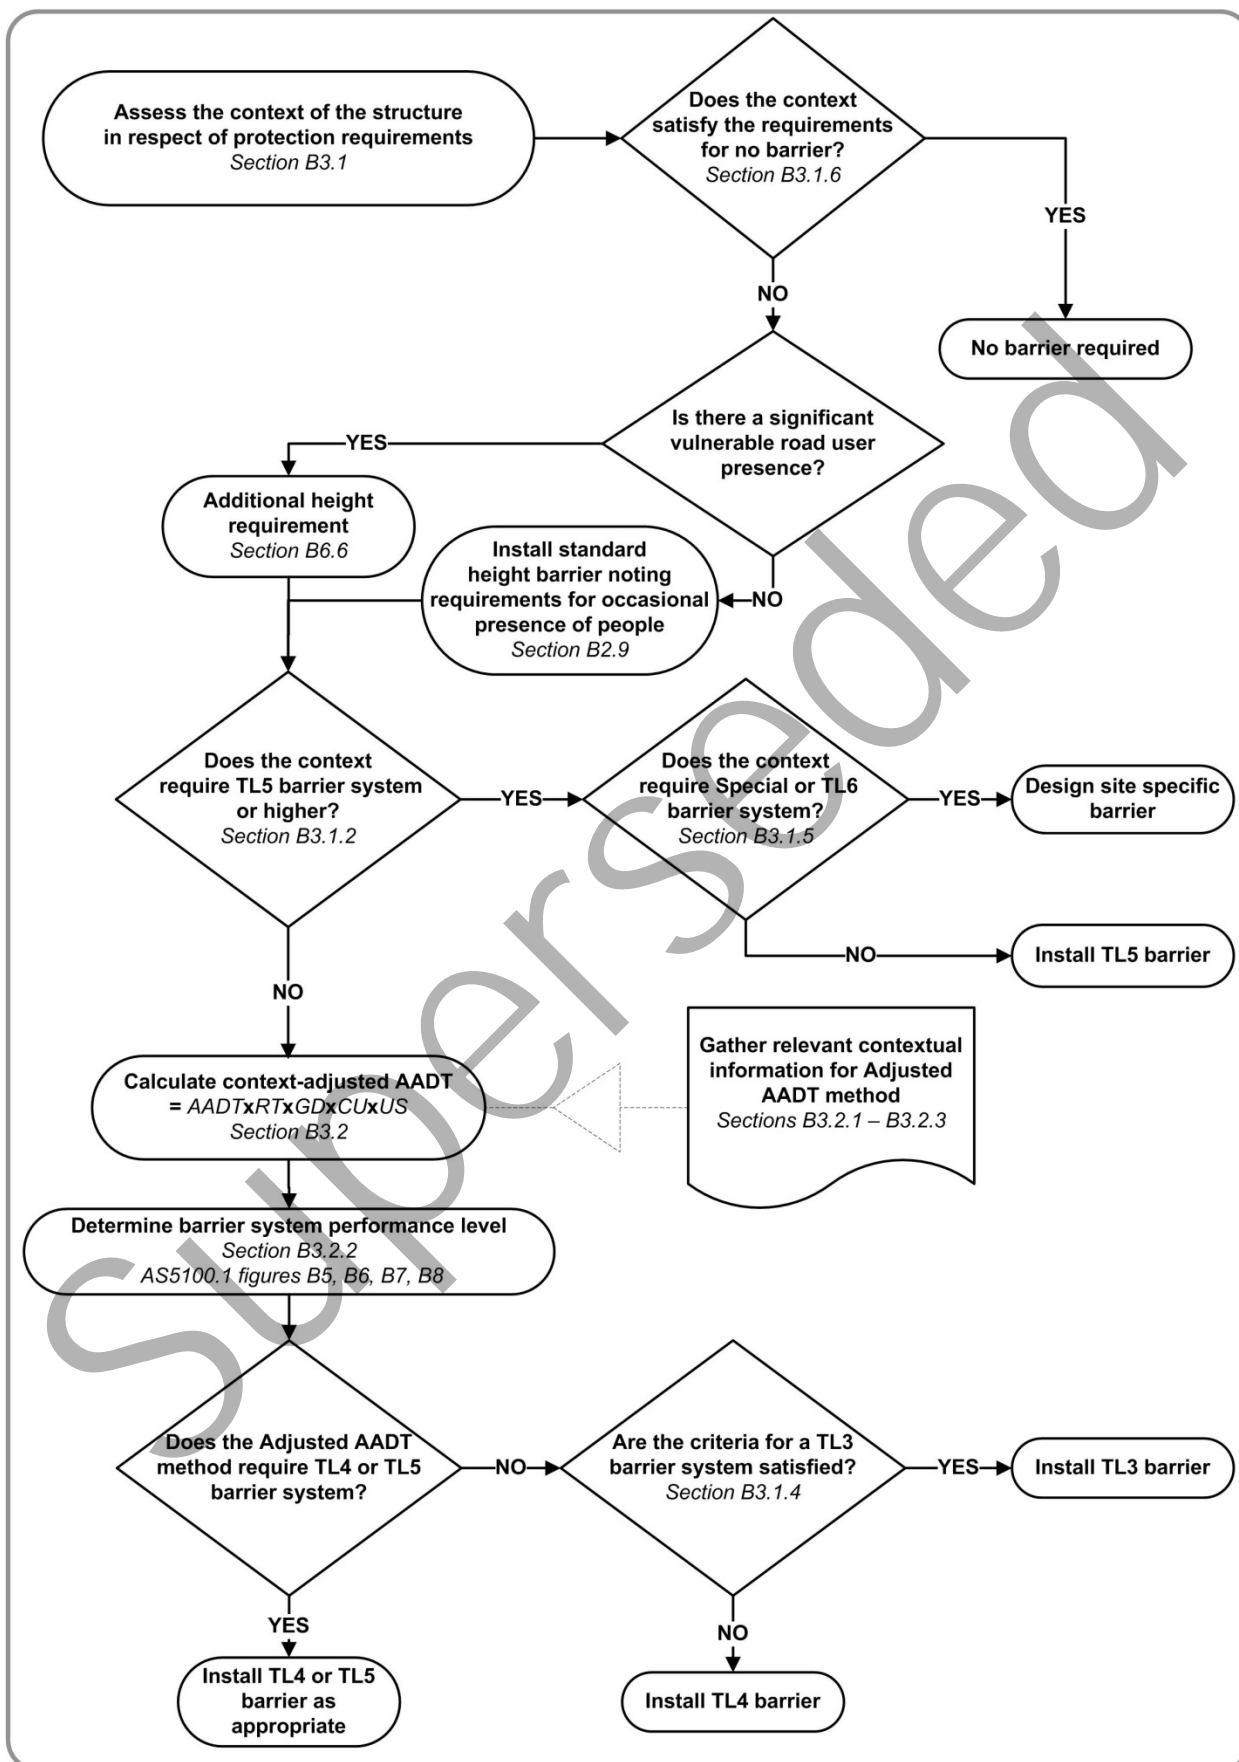 Assess the context of the structure
in respect of protection requirements
Section B3.1
Does the context
satisfy the requirements
for no barrier?
Section B3.1.6
YES
NO
No barrier required
Is there a significant
vulnerable road user
presence?
YES
Additional height
requirement
Section B6.6
Install standard
height barrier noting
requirements for occasional
presence of people
Section B2.9
NO
Does the context
require TL5 barrier system
or higher?
Section B3.1.2
YES
Does the context
require Special or TL6
barrier system?
Section B3.1.5
YES
Design site specific
barrier
NO
Install TL5 barrier
NO
Calculate context-adjusted AADT
= AADTxRTxGDxCUxUS
Section B3.2
Gather relevant contextual
information for Adjusted
AADT method
Sections B3.2.1 – B3.2.3
Determine barrier system performance level
Section B3.2.2
AS5100.1 figures B5, B6, B7, B8
Does the Adjusted AADT
method require TL4 or TL5
barrier system?
NO
Are the criteria for a TL3
barrier system satisfied?
Section B3.1.4
YES
Install TL3 barrier
YES
Install TL4 or TL5
barrier as
appropriate
NO
Install TL4 barrier
Superseded